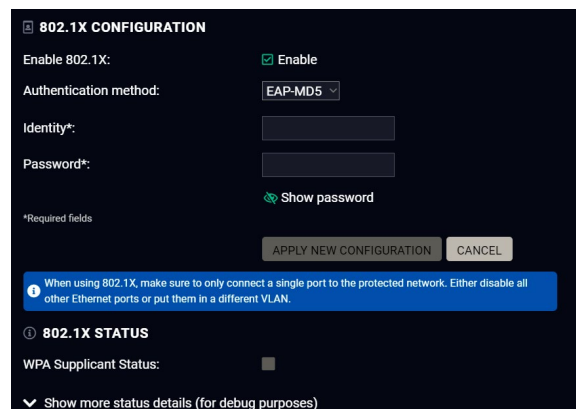 802.1X CONFIGURATION
Enable 802.1X:
Enable
Authentication method:
EAP-MD5
Identity*:
Password*:
Show password
*Required fields
APPLY NEW CONFIGURATION
CANCEL
When using 802.1X, make sure to only connect a single port to the protected network. Either disable all
other Ethernet ports or put them in a different VLAN.
802.1X STATUS
WPA Supplicant Status:
Show more status details (for debug purposes)